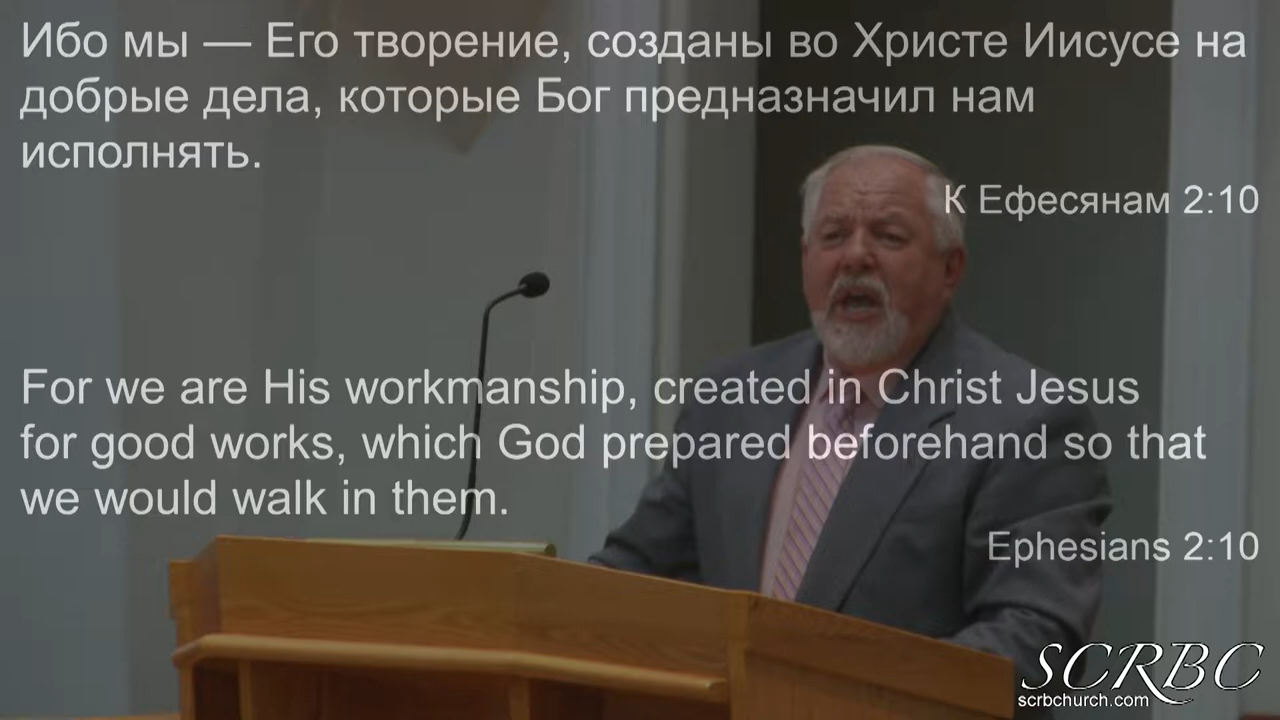 Ибо мы — Его творение, созданы во Христе Иисусе на
добрые дела, которые Бог предназначил нам
исполнять.
К Ефесянам 2:10
For we are His workmanship, created in Christ Jesus
for good works, which God prepared beforehand so that
we would walk in them.
Ephesians 2:10
SCRBC
scrbchurch.com